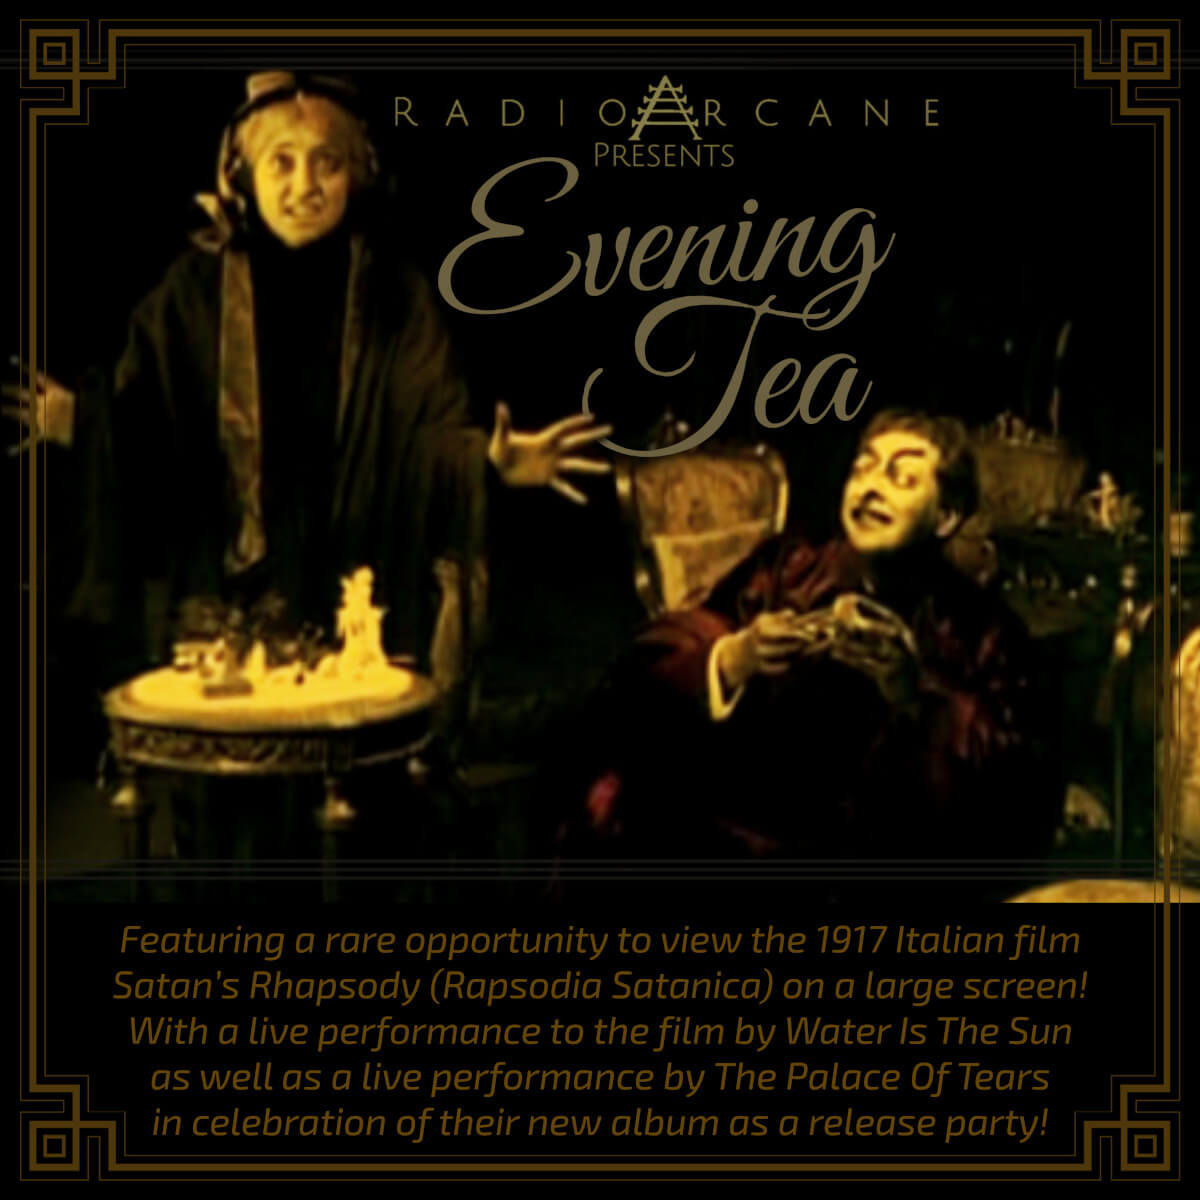 RADIO ARCANE
PRESENTS
Evening
Tea
Featuring a rare opportunity to view the 1917 Italian film
Satan's Rhapsody (Rapsodia Satanica) on a large screen!
With a live performance to the film by Water Is The Sun
as well as a live performance by The Palace Of Tears
in celebration of their new album as a release party!